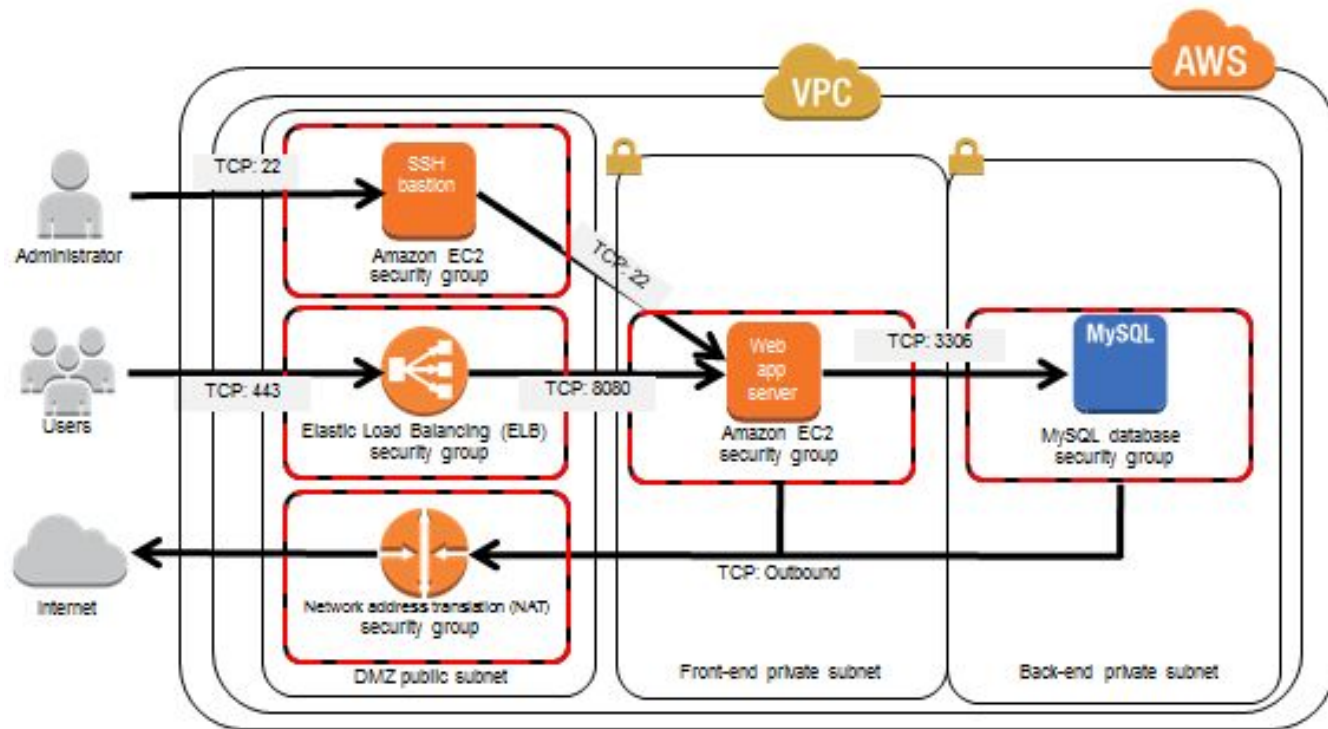 AWS
VPC
TCP: 22
SSH
bastion
Administrator
Amazon EC2
security group
TCP: 22
Users
TCP: 443
Elastic Load Balancing (ELB)
security group
TCP: 8080
Web
app
server
Amazon EC2
security group
TCP: 3306
MySQL
MySQL database
security group
Internet
Network address translation (NAT)
security group
TCP: Outbound
DMZ public subnet
Front-end private subnet
Back-end private subnet